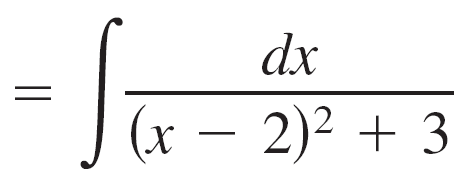 = ∫ dx / ((x − 2)² + 3)